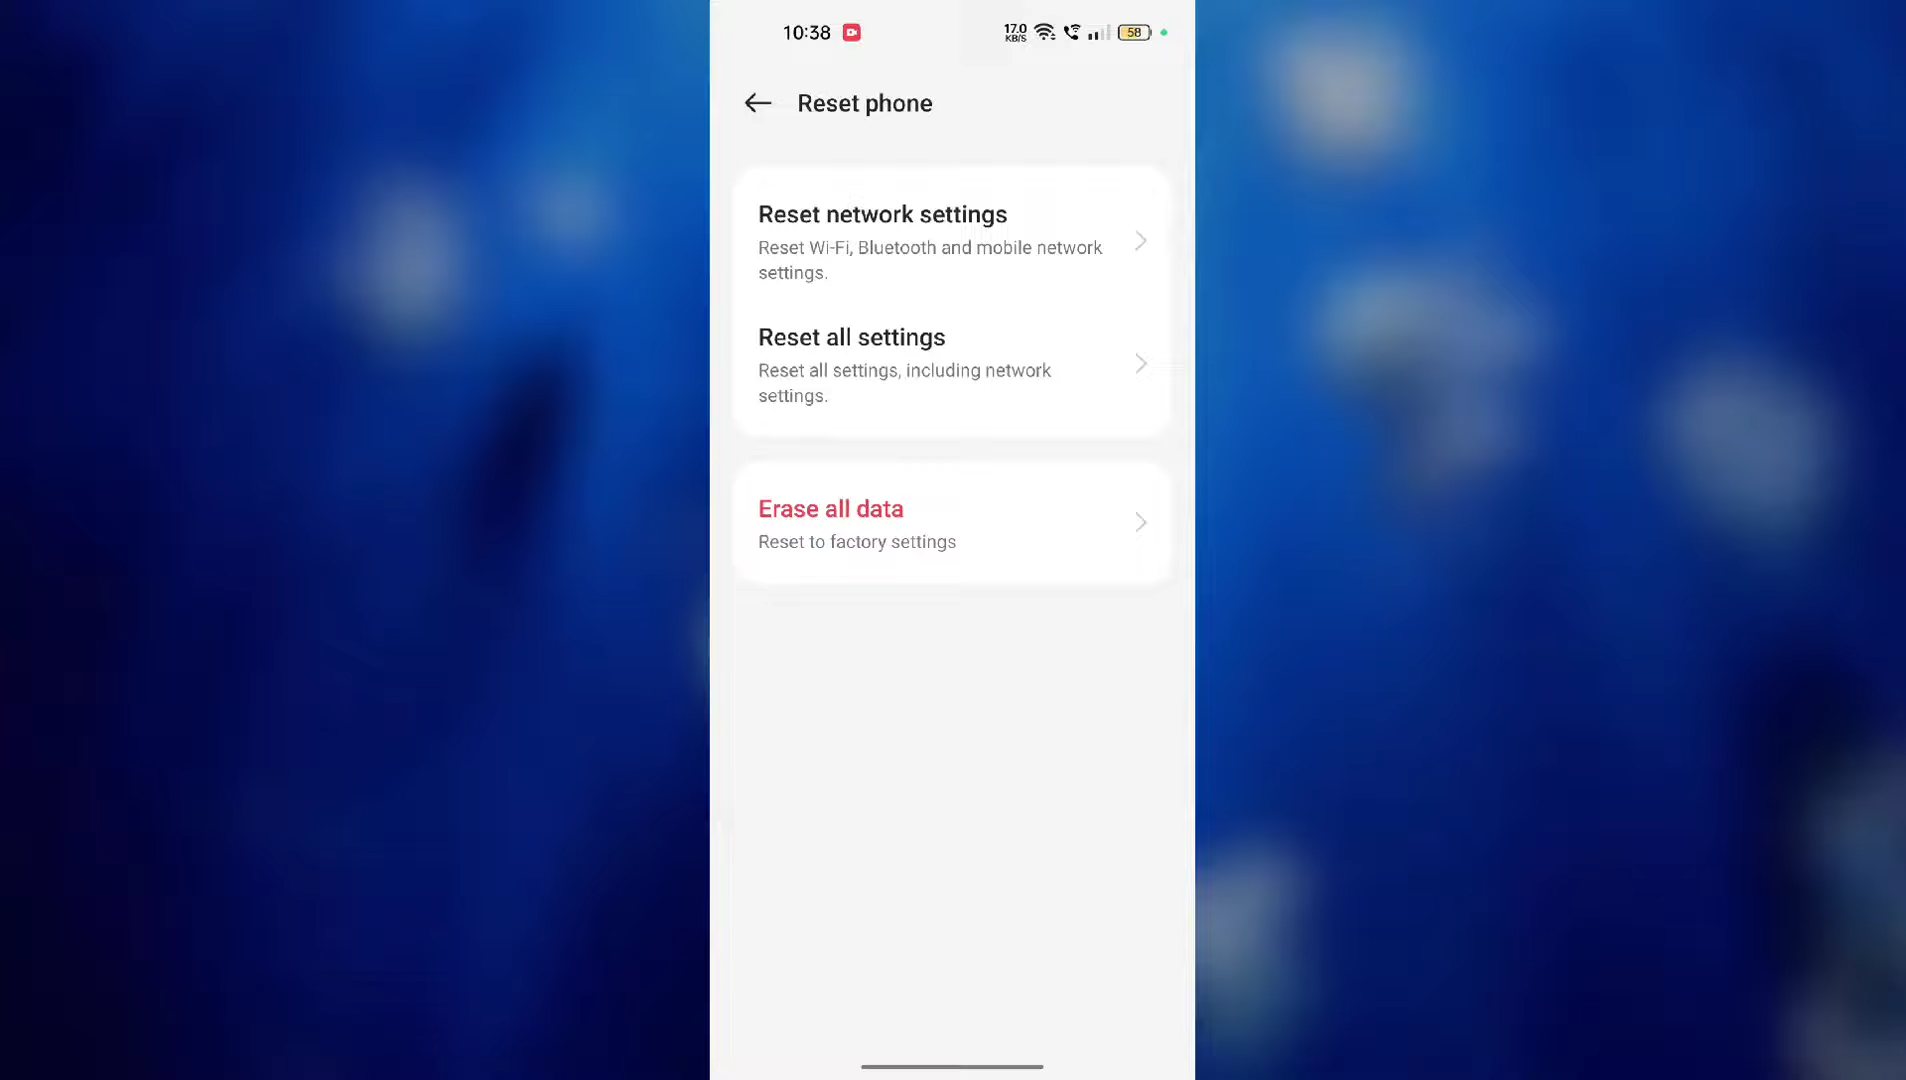 10:38 17.0 KB/S 58
Reset phone
Reset network settings
Reset Wi-Fi, Bluetooth and mobile network
settings.
Reset all settings
Reset all settings, including network
settings.
Erase all data
Reset to factory settings